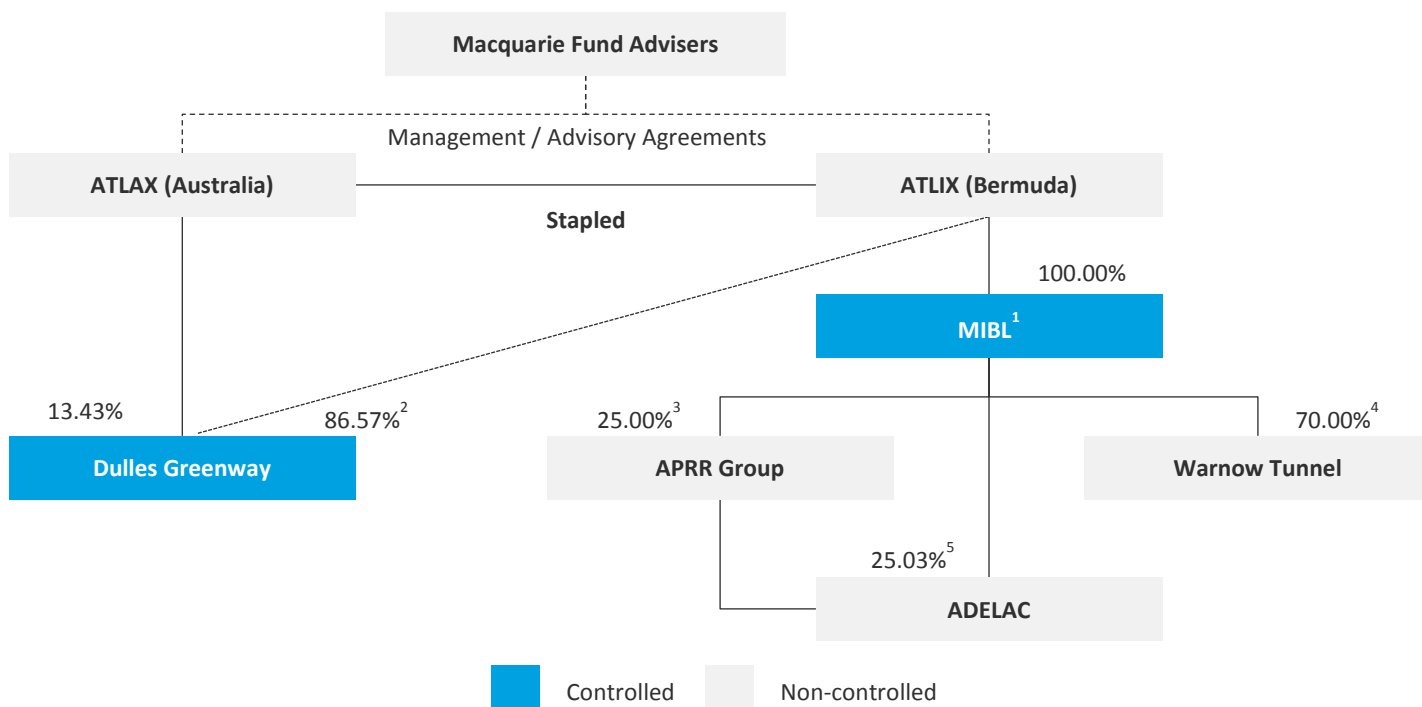 Macquarie Fund Advisers
Management / Advisory Agreements
ATLAX (Australia)
ATLIX (Bermuda)
Stapled
100.00%
MIBL1
13.43%
86.57%2
25.00%3
70.00%4
Dulles Greenway
APRR Group
Warnow Tunnel
25.03%5
ADELAC
Controlled
Non-controlled